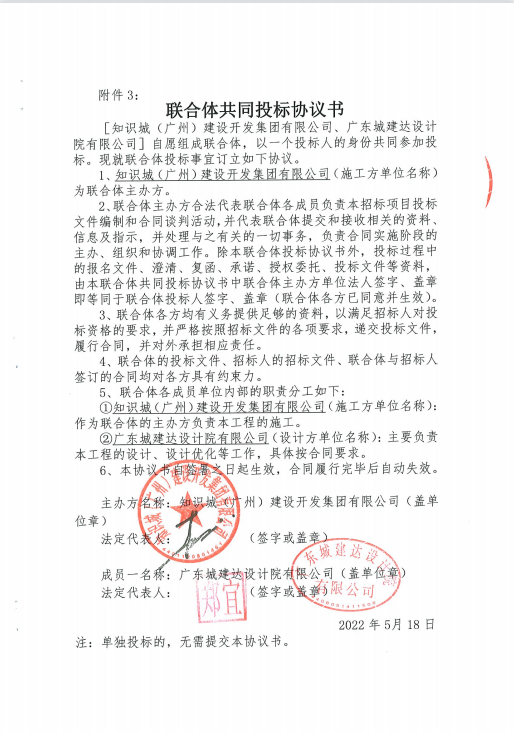 附件 3：
联合体共同投标协议书
[知识城（广州）建设开发集团有限公司、广东城建达设计
院有限公司] 自愿组成联合体，以一个投标人的身份共同参加投
标。现就联合体投标事宜订立如下协议。
1、知识城（广州）建设开发集团有限公司（施工方单位名称）
为联合体主办方。
2、联合体主办方合法代表联合体各成员负责本招标项目投标
文件编制和合同谈判活动，并代表联合体提交和接收相关的资料、
信息及指示，并处理与之有关的一切事务，负责合同实施阶段的
主办、组织和协调工作。除本联合体投标协议书外，投标过程中
的报名文件、澄清、复函、承诺、授权委托、投标文件等资料，
由本联合体共同投标协议书中联合体主办方单位法人签字、盖章
即等同于联合体投标人签字、盖章（联合体各方已同意并生效）。
3、联合体各方均有义务提供足够的资料，以满足招标人对投
标资格的要求，并严格按照招标文件的各项要求，递交投标文件，
履行合同，并对外承担相应责任。
4、联合体的投标文件、招标人的招标文件、联合体与招标人
签订的合同均对各方具有约束力。
5、联合体各成员单位内部的职责分工如下：
①知识城（广州）建设开发集团有限公司（施工方单位名称）：
作为联合体的主办方负责本工程的施工。
②广东城建达设计院有限公司（设计方单位名称）：主要负责
本工程的设计、设计优化等工作，具体按合同要求。
6、本协议书自签署之日起生效，合同履行完毕后自动失效。
主办方名称：知识城（广州）建设开发集团有限公司（盖单
位章）
法定代表人： （签字或盖章）
知识城（广州）建设开发集团有限公司
成员一名称：广东城建达设计院有限公司（盖单位章）
法定代表人： （签字或盖章）
广东城建达设计院
有限公司
2022 年 5月 18 日
注：单独投标的，无需提交本协议书。